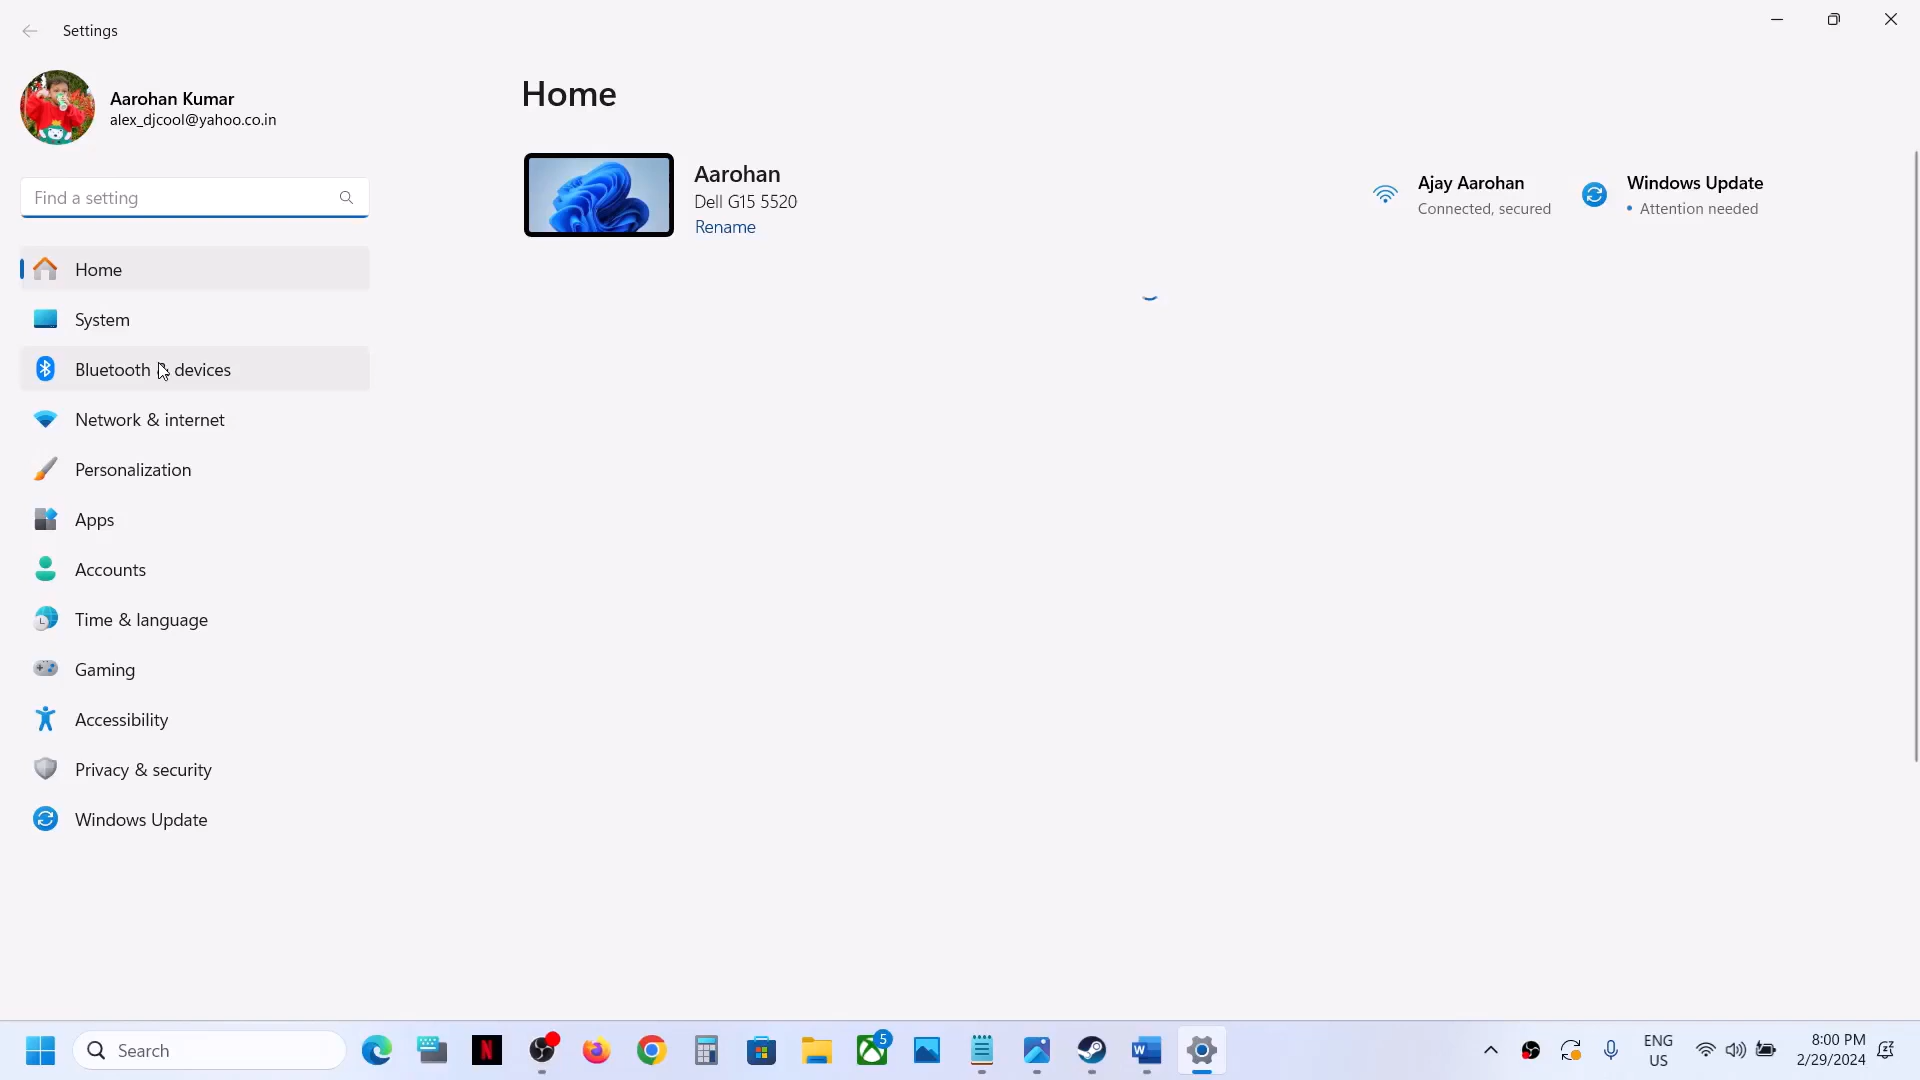 Settings
Aarohan Kumar
alex_djcool@yahoo.co.in
Find a setting
Home
System
Bluetooth & devices
Network & internet
Personalization
Apps
Accounts
Time & language
Gaming
Accessibility
Privacy & security
Windows Update
Home
Aarohan
Dell G15 5520
Rename
Ajay Aarohan
Connected, secured
Windows Update
• Attention needed
Search
N
5
W
ENG
US
8:00 PM
2/29/2024